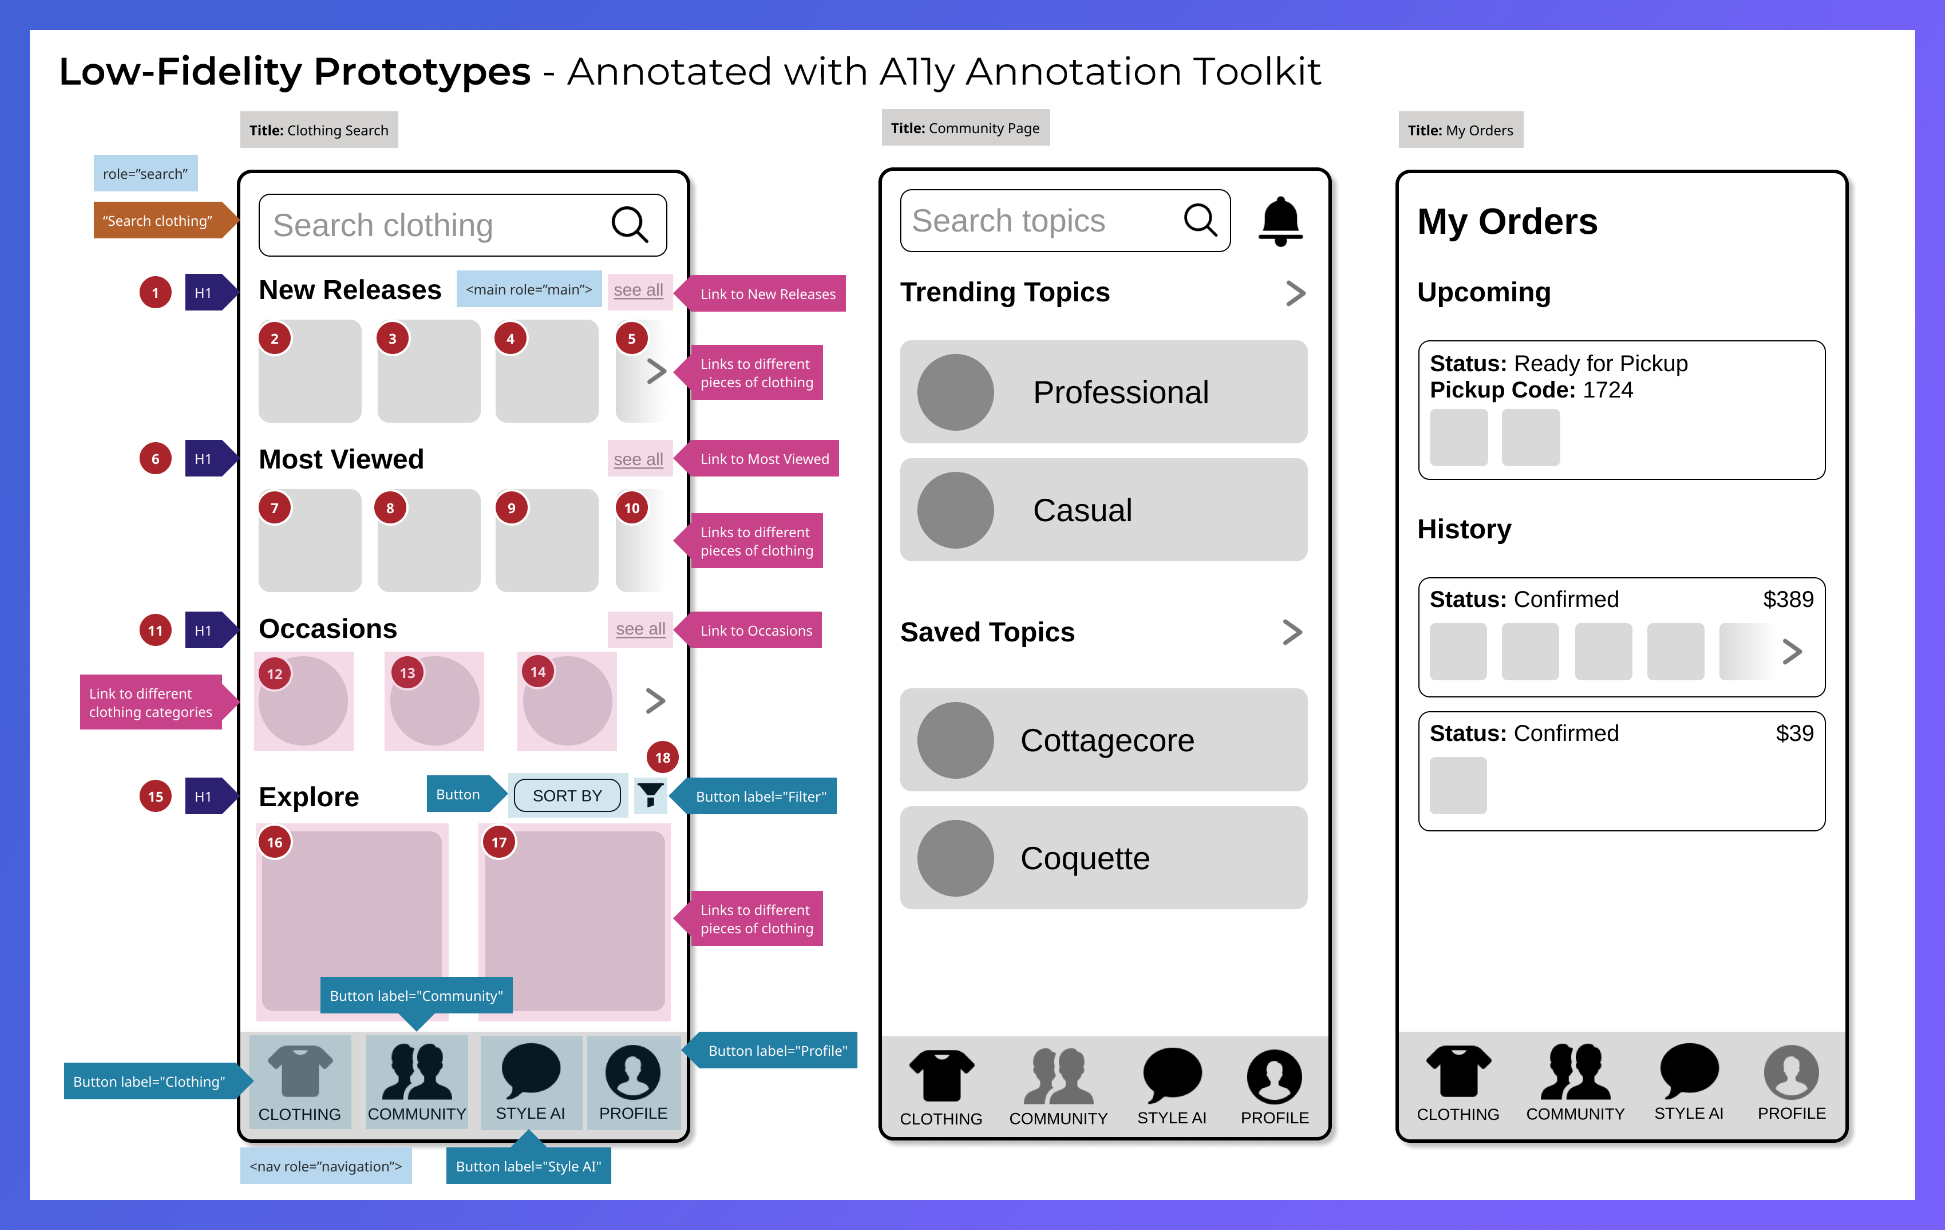 Low-Fidelity Prototypes - Annotated with A11y Annotation Toolkit
Title: Clothing Search
role=”search”
“Search clothing”
Search clothing
1
H1
New Releases
<main role=”main”>
see all
Link to New Releases
2
3
4
5
Links to different
pieces of clothing
6
H1
Most Viewed
see all
Link to Most Viewed
7
8
9
10
Links to different
pieces of clothing
11
H1
Occasions
see all
Link to Occasions
12
13
14
Link to different
clothing categories
18
15
H1
Explore
Button
SORT BY
Button label="Filter"
16
17
Links to different
pieces of clothing
Button label="Community"
Button label="Profile"
Button label="Clothing"
CLOTHING
COMMUNITY
STYLE AI
PROFILE
<nav role=”navigation”>
Button label="Style AI"
Title: Community Page
Search topics
Trending Topics
Professional
Casual
Saved Topics
Cottagecore
Coquette
CLOTHING
COMMUNITY
STYLE AI
PROFILE
Title: My Orders
My Orders
Upcoming
Status: Ready for Pickup
Pickup Code: 1724
History
Status: Confirmed
$389
Status: Confirmed
$39
CLOTHING
COMMUNITY
STYLE AI
PROFILE